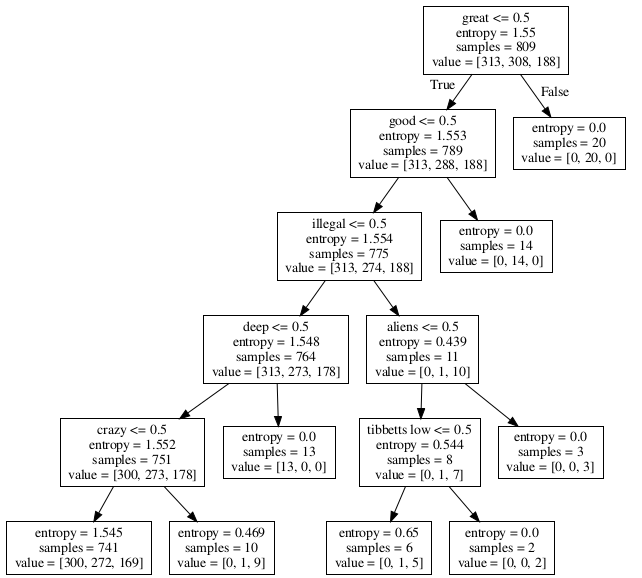 great <= 0.5
entropy = 1.55
samples = 809
value = [313, 308, 188]
True
False
good <= 0.5
entropy = 1.553
samples = 789
value = [313, 288, 188]
entropy = 0.0
samples = 20
value = [0, 20, 0]
illegal <= 0.5
entropy = 1.554
samples = 775
value = [313, 274, 188]
entropy = 0.0
samples = 14
value = [0, 14, 0]
deep <= 0.5
entropy = 1.548
samples = 764
value = [313, 273, 178]
aliens <= 0.5
entropy = 0.439
samples = 11
value = [0, 1, 10]
crazy <= 0.5
entropy = 1.552
samples = 751
value = [300, 273, 178]
entropy = 0.0
samples = 13
value = [13, 0, 0]
tibbetts low <= 0.5
entropy = 0.544
samples = 8
value = [0, 1, 7]
entropy = 0.0
samples = 3
value = [0, 0, 3]
entropy = 1.545
samples = 741
value = [300, 272, 169]
entropy = 0.469
samples = 10
value = [0, 1, 9]
entropy = 0.65
samples = 6
value = [0, 1, 5]
entropy = 0.0
samples = 2
value = [0, 0, 2]